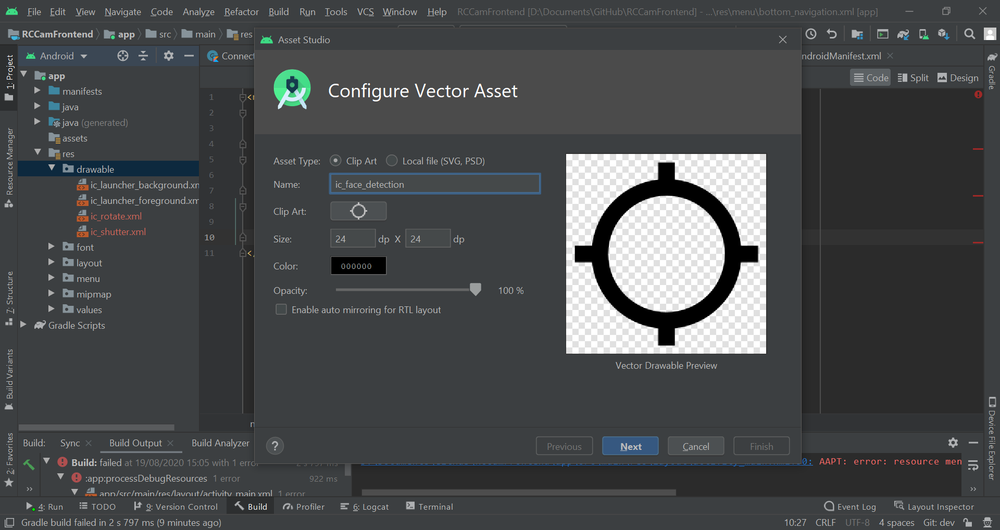 File Edit View Navigate Code Analyze Refactor Build Run Tools VCS Window Help RCCamFrontend [D:\Documents\GitHub\RCCamFrontend] - ...\res\menu\bottom_navigation.xml [app]
RCCamFrontend app src main res
Asset Studio
Android
Connect
ndroidManifest.xml
Code Split Design
Configure Vector Asset
1: Project
Resource Manager
7: Structure
Build Variants
2: Favorites
app
manifests
java
java (generated)
assets
res
drawable
ic_launcher_background.xm
ic_launcher_foreground.xm
ic_rotate.xml
ic_shutter.xml
font
layout
menu
mipmap
values
Gradle Scripts
1
2
3
4
5
6
7
8
9
10
11
Asset Type: Clip Art Local file (SVG, PSD)
Name: ic_face_detection
Clip Art:
Size: 24 dp X 24 dp
Color: 000000
Opacity: 100 %
Enable auto mirroring for RTL layout
Vector Drawable Preview
? Previous Next Cancel Finish
Gradle
Device File Explorer
Build: Sync Build Output Build Analyzer
Build: failed at 19/08/2020 15:05 with 1 error 2 s 797 ms
:app:processDebugResources 1 error 922 ms
app/src/main/res/layout/activity_main.xml 1 error
AAPT: error: resource men
4: Run TODO 9: Version Control Build Profiler 6: Logcat Terminal Event Log Layout Inspector
Gradle build failed in 2 s 797 ms (9 minutes ago) 10:27 CRLF UTF-8 4 spaces Git: dev